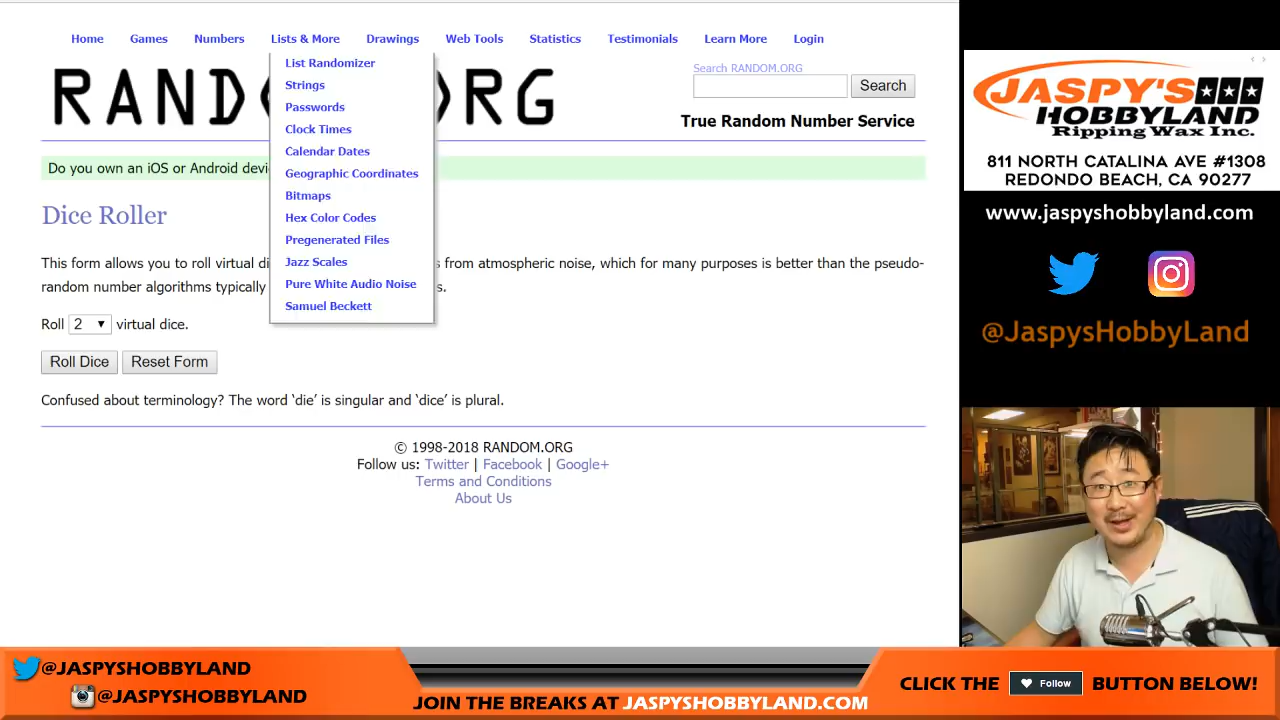 Home Games Numbers Lists & More Drawings Web Tools Statistics Testimonials Learn More Login
List Randomizer
Strings
Passwords
Clock Times
Calendar Dates
Geographic Coordinates
Bitmaps
Hex Color Codes
Pregenerated Files
Jazz Scales
Pure White Audio Noise
Samuel Beckett
RAND RG
Search RANDOM.ORG
Search
True Random Number Service
Do you own an iOS or Android
Dice Roller
This form allows you to roll virtual from atmospheric noise, which for many purposes is better than the pseudo-
random number algorithms typically
Roll 2 virtual dice.
Roll Dice Reset Form
Confused about terminology? The word ‘die’ is singular and ‘dice’ is plural.
© 1998-2018 RANDOM.ORG
Follow us: Twitter | Facebook | Google+
Terms and Conditions
About Us
JASPY'S
HOBBYLAND
Ripping Wax Inc.
811 NORTH CATALINA AVE #1308
REDONDO BEACH, CA 90277
www.jaspyshobbyland.com
@JaspysHobbyLand
@JASPYSHOBBYLAND
@JASPYSHOBBYLAND
JOIN THE BREAKS AT JASPYSHOBBYLAND.COM
CLICK THE Follow BUTTON BELOW!